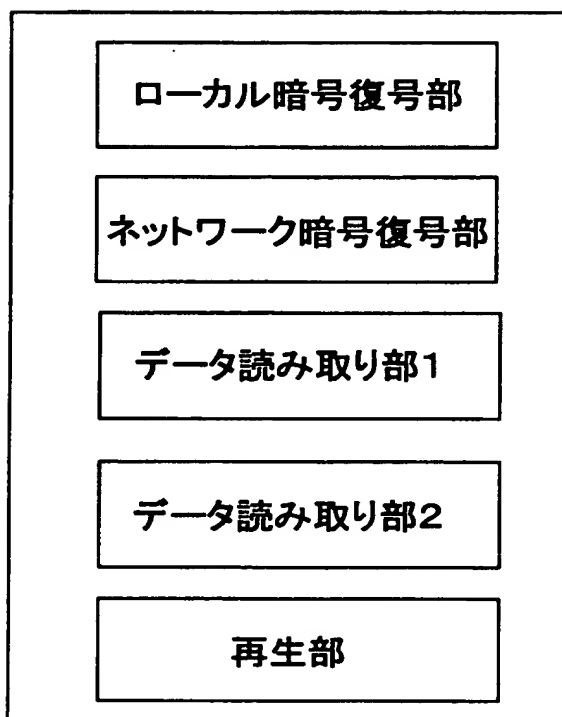 ローカル暗号復号部
ネットワーク暗号復号部
データ読み取り部1
データ読み取り部2
再生部